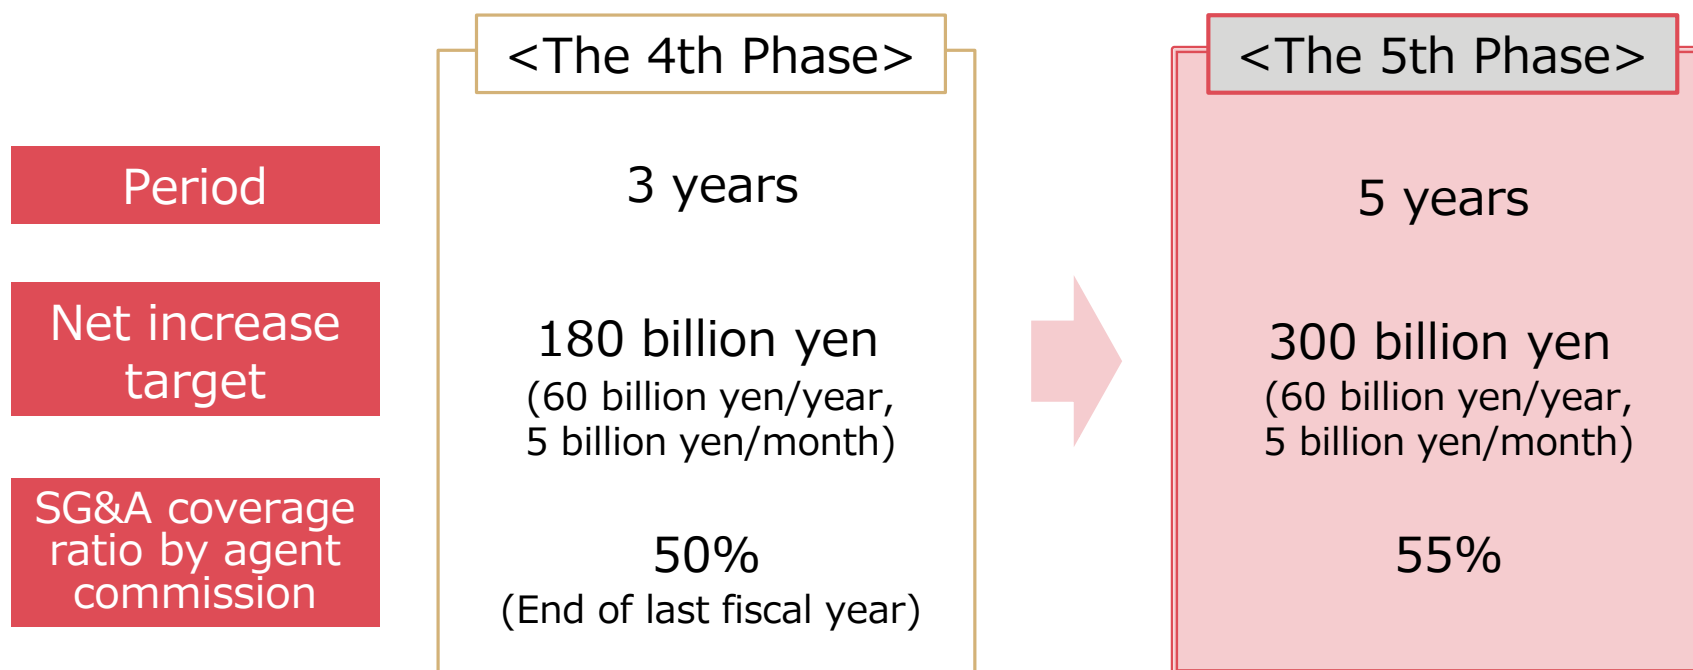 <The 4th Phase>
<The 5th Phase>
Period
3 years
5 years
Net increase
target
180 billion yen
(60 billion yen/year,
5 billion yen/month)
300 billion yen
(60 billion yen/year,
5 billion yen/month)
SG&A coverage
ratio by agent
commission
50%
(End of last fiscal year)
55%